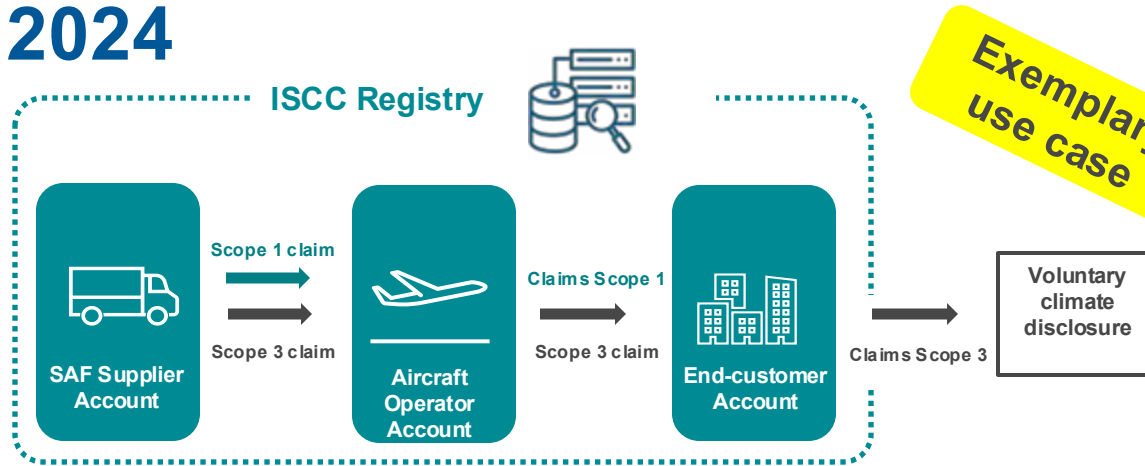 2024
ISCC Registry
Exemplary
use case
Scope 1 claim
Scope 3 claim
SAF Supplier
Account
Aircraft
Operator
Account
Claims Scope 1
Scope 3 claim
End-customer
Account
Claims Scope 3
Voluntary
climate
disclosure